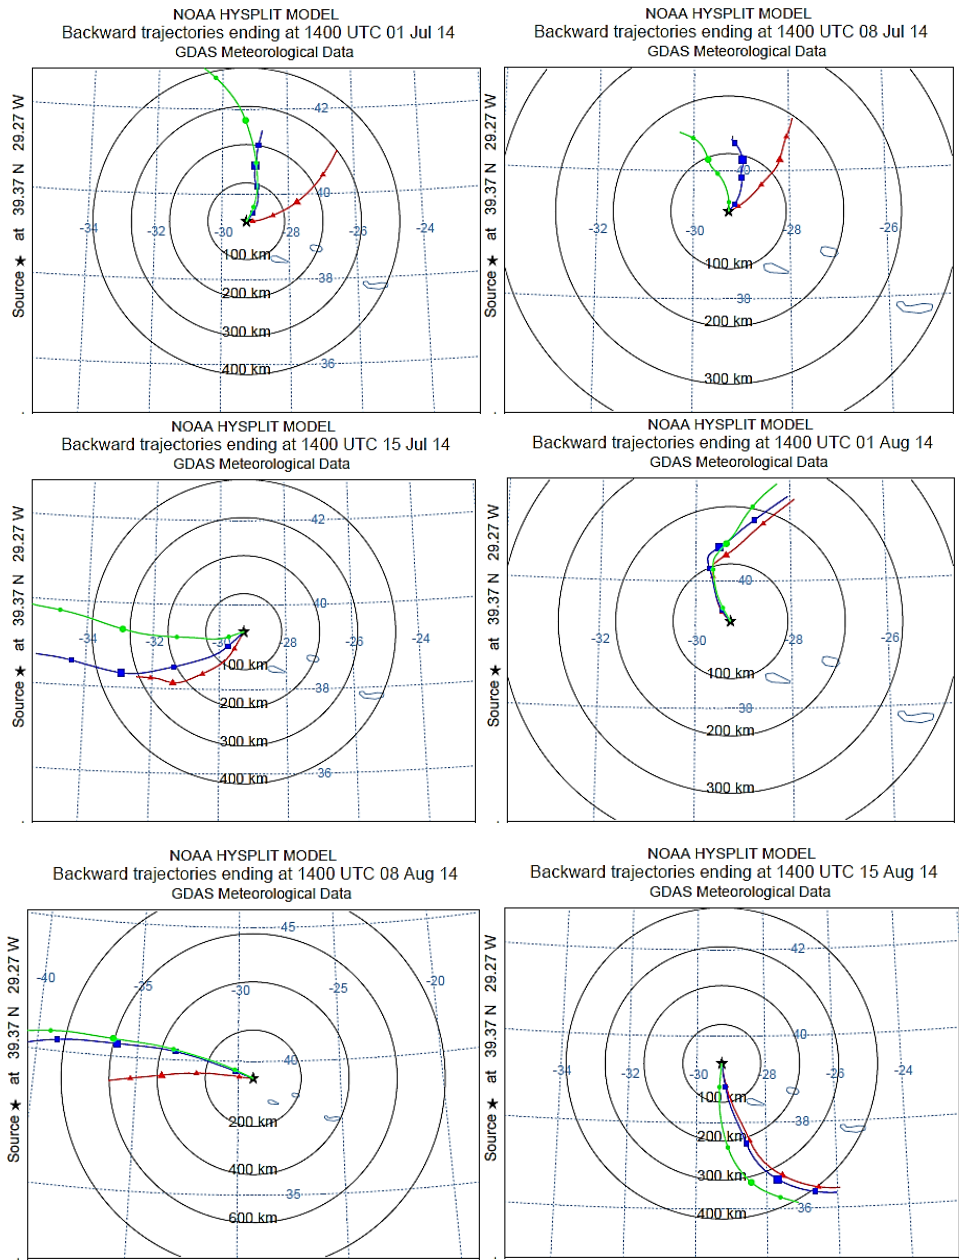 NOAA HYSPLIT MODEL
Backward trajectories ending at 1400 UTC 01 Jul 14
GDAS Meteorological Data
Source ★ at 39.37 N 29.27 W
42
40
-34
-32
-30
-28
-26
-24
100 km
38
200 km
300 km
36
400 km
NOAA HYSPLIT MODEL
Backward trajectories ending at 1400 UTC 08 Jul 14
GDAS Meteorological Data
Source ★ at 39.37 N 29.27 W
40
-32
-30
-28
-26
100 km
38
200 km
300 km
NOAA HYSPLIT MODEL
Backward trajectories ending at 1400 UTC 15 Jul 14
GDAS Meteorological Data
Source ★ at 39.37 N 29.27 W
42
40
-34
-32
-30
-28
-26
-24
100 km
38
200 km
300 km
36
400 km
NOAA HYSPLIT MODEL
Backward trajectories ending at 1400 UTC 01 Aug 14
GDAS Meteorological Data
Source ★ at 39.37 N 29.27 W
40
-32
-30
-28
-26
100 km
38
200 km
300 km
NOAA HYSPLIT MODEL
Backward trajectories ending at 1400 UTC 08 Aug 14
GDAS Meteorological Data
Source ★ at 39.37 N 29.27 W
45
-40
-35
-30
-25
-20
40
200 km
400 km
35
600 km
NOAA HYSPLIT MODEL
Backward trajectories ending at 1400 UTC 15 Aug 14
GDAS Meteorological Data
Source ★ at 39.37 N 29.27 W
42
40
-34
-32
-30
-28
-26
-24
100 km
38
200 km
300 km
36
400 km